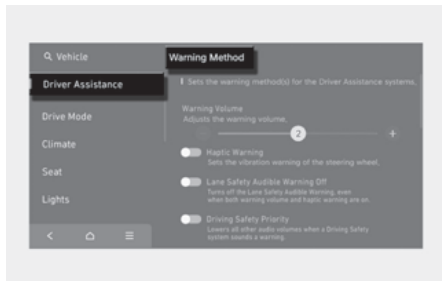 Vehicle
Warning Method
Driver Assistance
Sets the warning method(s) for the Driver Assistance systems.
Drive Mode
Warning Volume
Adjusts the warning volume.
2
Climate
Haptic Warning
Sets the vibration warning of the steering wheel.
Seat
Lane Safety Audible Warning Off
Turns off the Lane Safety Audible Warning, even
when both warning volume and haptic warning are on.
Lights
Driving Safety Priority
Lowers all other audio volumes when a Driving Safety
system sounds a warning.